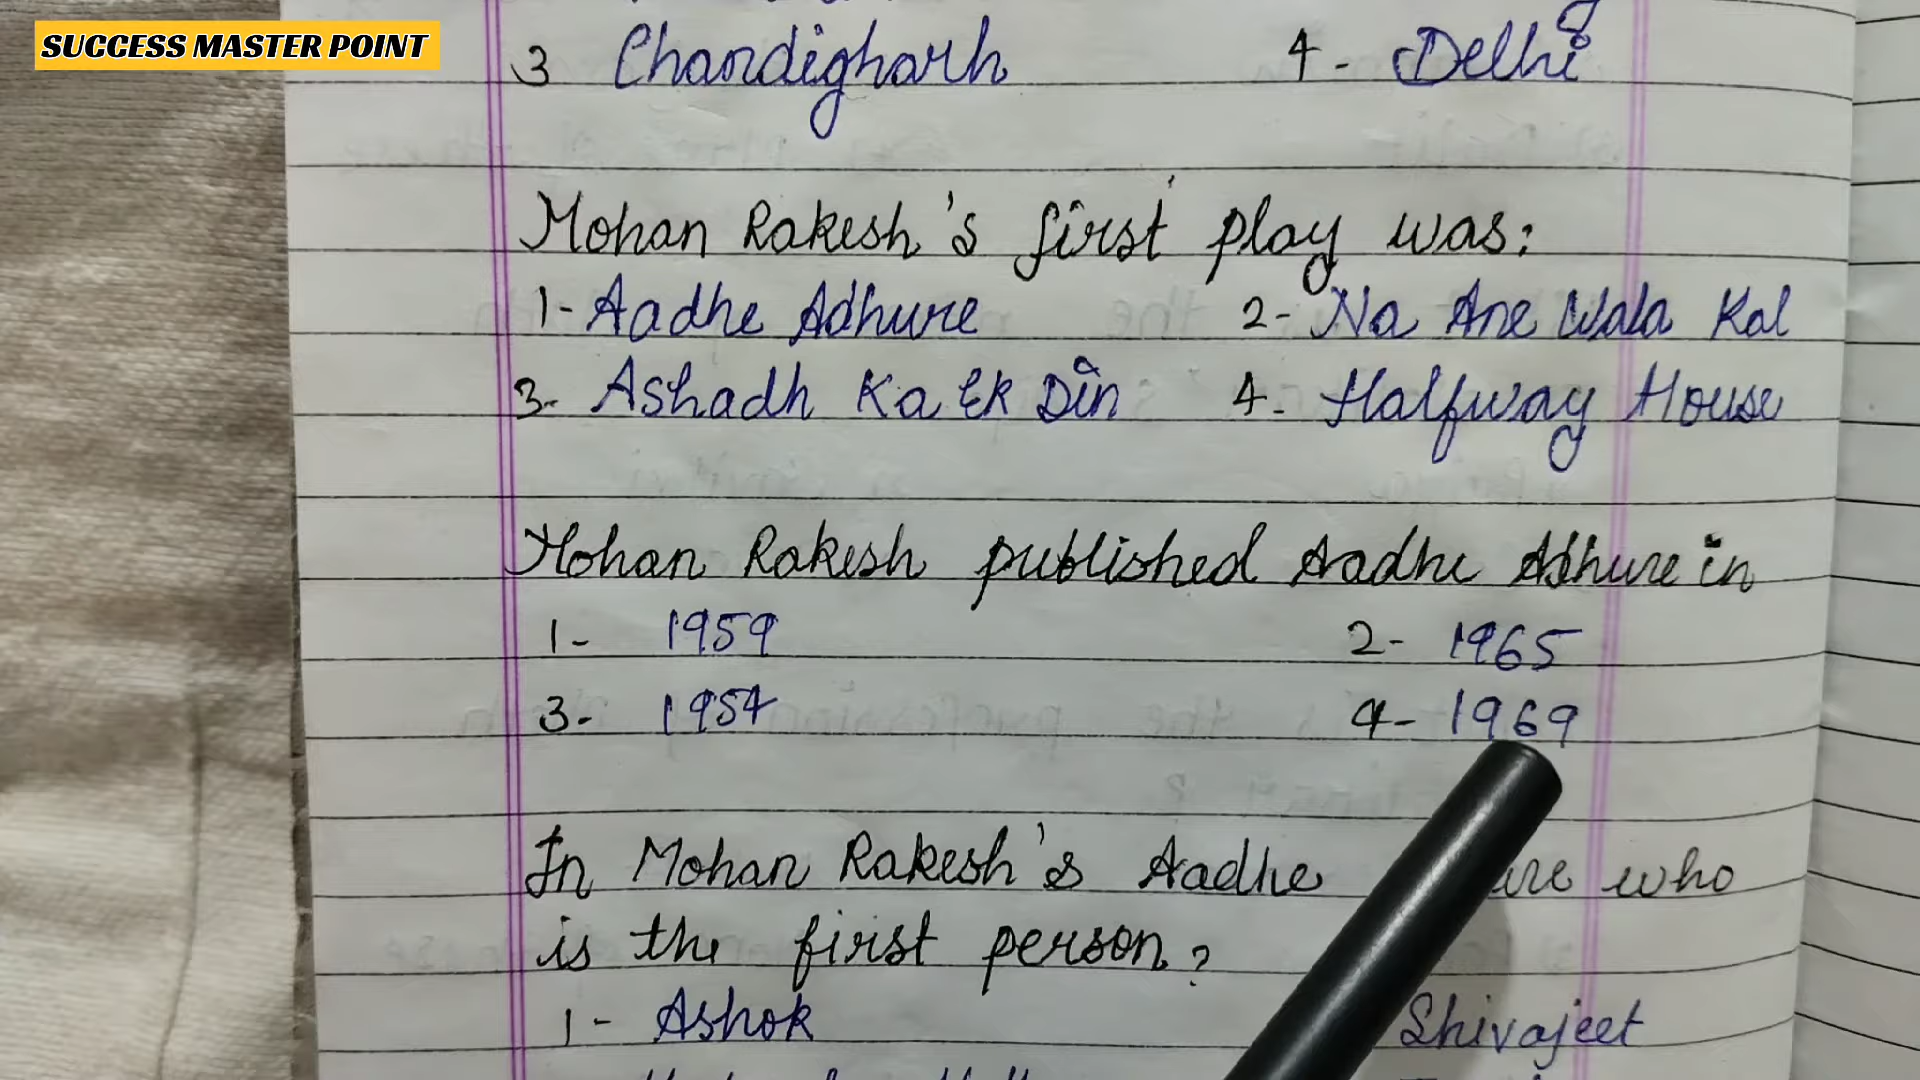 SUCCESS MASTER POINT
3 Chandigharh 4- Delhi
Mohan Rakesh's first play was:
1- Aadhe Adhure 2- Na Ane Wala Kal
3- Ashadh Ka Ek Din 4- Halfway House
Mohan Rakesh published Aadhe Adhure in
1- 1959 2- 1965
3- 1954 4- 1969
In Mohan Rakesh's Aadhe ure who
is the first person?
1- Ashok Shivajeet